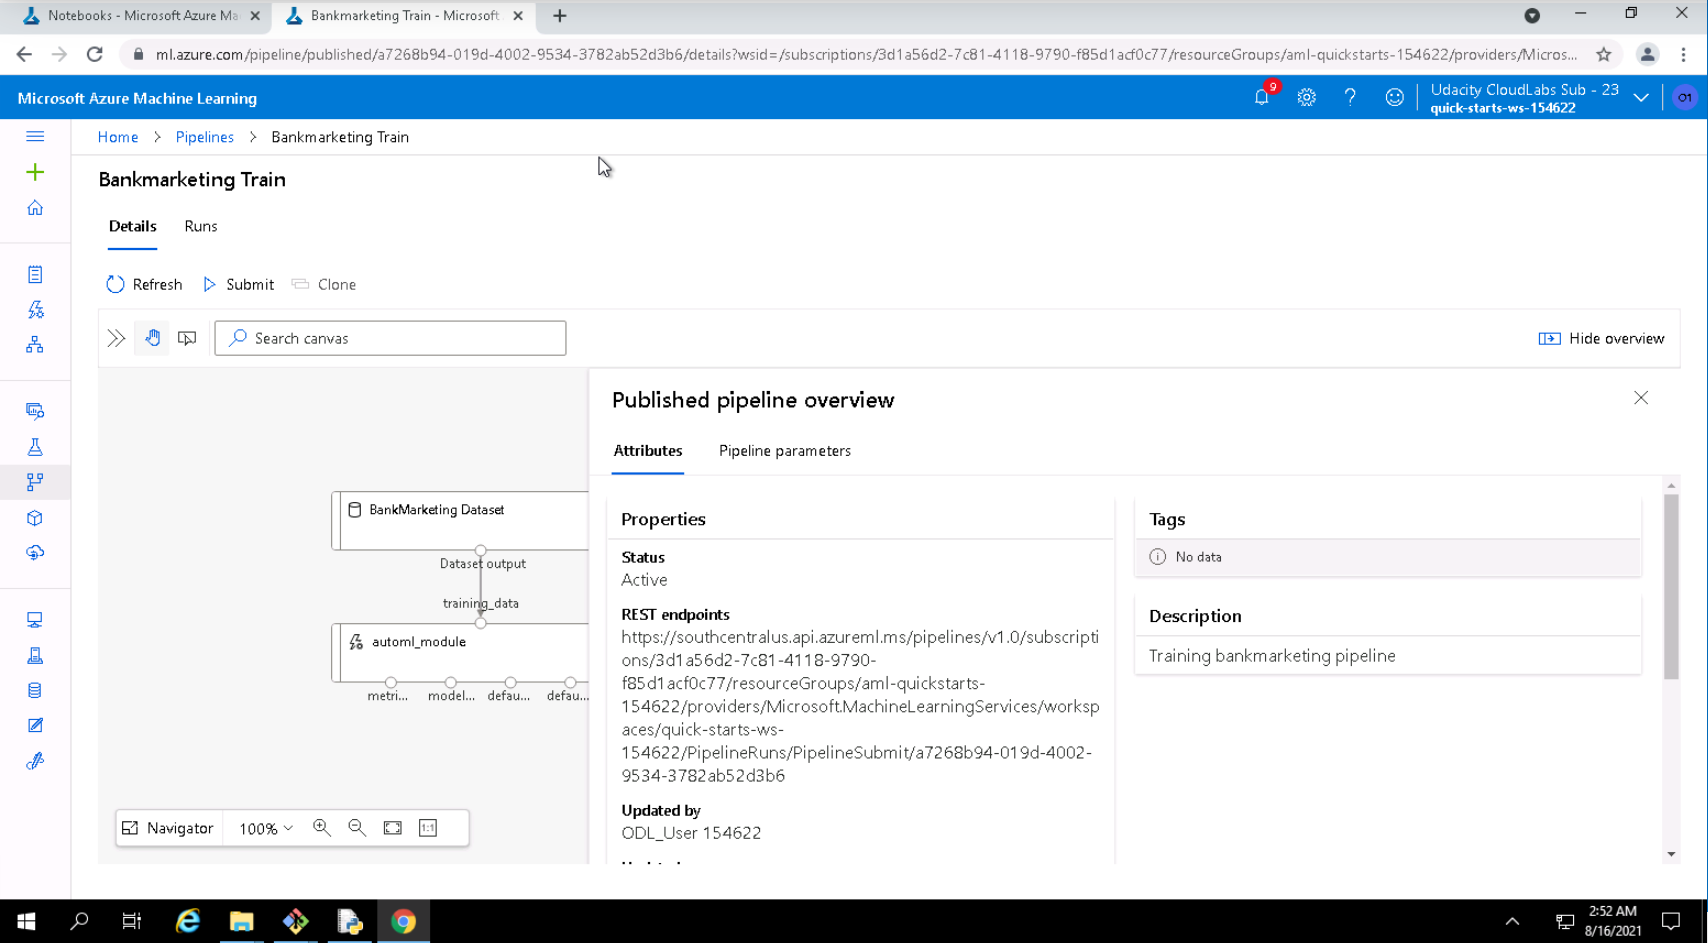 Notebooks - Microsoft Azure Ma
Bankmarketing Train - Microsoft
ml.azure.com/pipeline/published/a7268b94-019d-4002-9534-3782ab52d3b6/details?wsid=/subscriptions/3d1a56d2-7c81-4118-9790-f85d1acf0c77/resourceGroups/aml-quickstarts-154622/providers/Micros...
Microsoft Azure Machine Learning
9
?
Udacity CloudLabs Sub - 23
quick-starts-ws-154622
O1
Home > Pipelines > Bankmarketing Train
Bankmarketing Train
Details Runs
Refresh Submit Clone
Search canvas
Hide overview
Published pipeline overview
Attributes Pipeline parameters
BankMarketing Dataset
Dataset output
training_data
automl_module
metri... model... defau... defau...
Navigator 100% 1:1
Properties
Status
Active
REST endpoints
https://southcentralus.api.azureml.ms/pipelines/v1.0/subscripti
ons/3d1a56d2-7c81-4118-9790-
f85d1acf0c77/resourceGroups/aml-quickstarts-
154622/providers/Microsoft.MachineLearningServices/worksp
aces/quick-starts-ws-
154622/PipelineRuns/PipelineSubmit/a7268b94-019d-4002-
9534-3782ab52d3b6
Updated by
ODL_User 154622
Tags
No data
Description
Training bankmarketing pipeline
2:52 AM
8/16/2021